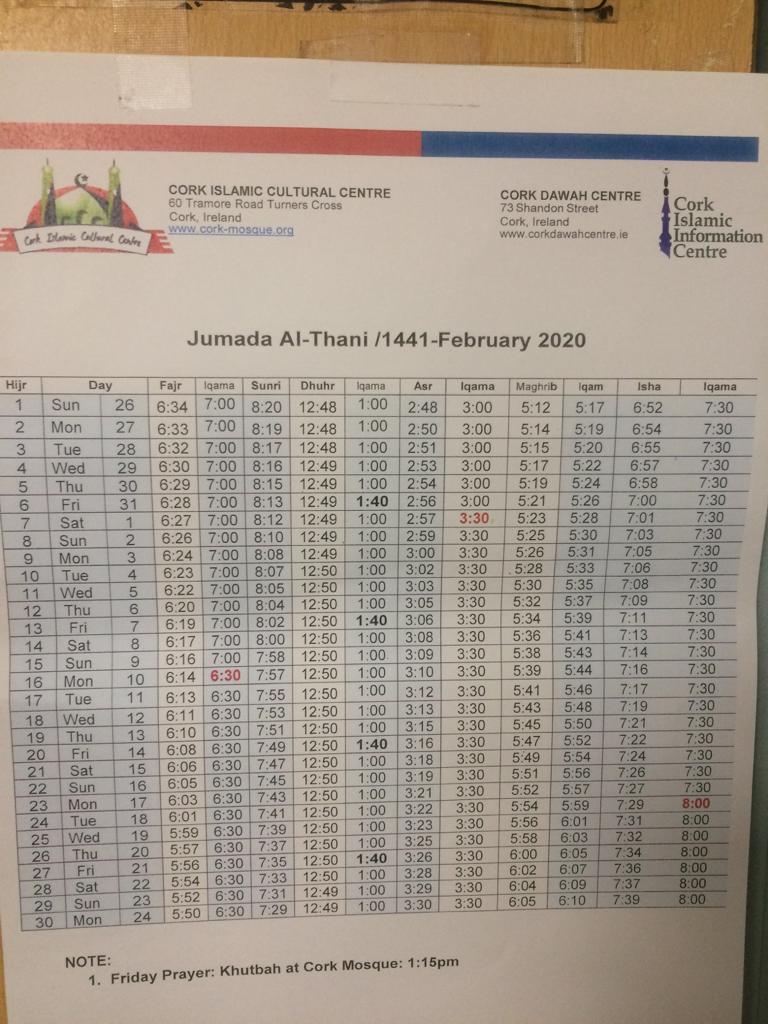 Cork Islamic Cultural Centre
CORK ISLAMIC CULTURAL CENTRE
60 Tramore Road Turners Cross
Cork, Ireland
www.cork-mosque.org
CORK DAWAH CENTRE
73 Shandon Street
Cork, Ireland
www.corkdawahcentre.ie
Cork
Islamic
Information
Centre
Jumada Al-Thani /1441-February 2020
Hijr Day Fajr Iqama Sunri Dhuhr Iqama Asr Iqama Maghrib Iqam Isha Iqama
1 Sun 26 6:34 7:00 8:20 12:48 1:00 2:48 3:00 5:12 5:17 6:52 7:30
2 Mon 27 6:33 7:00 8:19 12:48 1:00 2:50 3:00 5:14 5:19 6:54 7:30
3 Tue 28 6:32 7:00 8:17 12:48 1:00 2:51 3:00 5:15 5:20 6:55 7:30
4 Wed 29 6:30 7:00 8:16 12:49 1:00 2:53 3:00 5:17 5:22 6:57 7:30
5 Thu 30 6:29 7:00 8:15 12:49 1:00 2:54 3:00 5:19 5:24 6:58 7:30
6 Fri 31 6:28 7:00 8:13 12:49 1:40 2:56 3:00 5:21 5:26 7:00 7:30
7 Sat 1 6:27 7:00 8:12 12:49 1:00 2:57 3:30 5:23 5:28 7:01 7:30
8 Sun 2 6:26 7:00 8:10 12:49 1:00 2:59 3:30 5:25 5:30 7:03 7:30
9 Mon 3 6:24 7:00 8:08 12:49 1:00 3:00 3:30 5:26 5:31 7:05 7:30
10 Tue 4 6:23 7:00 8:07 12:50 1:00 3:02 3:30 5:28 5:33 7:06 7:30
11 Wed 5 6:22 7:00 8:05 12:50 1:00 3:03 3:30 5:30 5:35 7:08 7:30
12 Thu 6 6:20 7:00 8:04 12:50 1:00 3:05 3:30 5:32 5:37 7:09 7:30
13 Fri 7 6:19 7:00 8:02 12:50 1:40 3:06 3:30 5:34 5:39 7:11 7:30
14 Sat 8 6:17 7:00 8:00 12:50 1:00 3:08 3:30 5:36 5:41 7:13 7:30
15 Sun 9 6:16 7:00 7:58 12:50 1:00 3:09 3:30 5:38 5:43 7:14 7:30
16 Mon 10 6:14 6:30 7:57 12:50 1:00 3:10 3:30 5:39 5:44 7:16 7:30
17 Tue 11 6:13 6:30 7:55 12:50 1:00 3:12 3:30 5:41 5:46 7:17 7:30
18 Wed 12 6:11 6:30 7:53 12:50 1:00 3:13 3:30 5:43 5:48 7:19 7:30
19 Thu 13 6:10 6:30 7:51 12:50 1:00 3:15 3:30 5:45 5:50 7:21 7:30
20 Fri 14 6:08 6:30 7:49 12:50 1:40 3:16 3:30 5:47 5:52 7:22 7:30
21 Sat 15 6:06 6:30 7:47 12:50 1:00 3:18 3:30 5:49 5:54 7:24 7:30
22 Sun 16 6:05 6:30 7:45 12:50 1:00 3:19 3:30 5:51 5:56 7:26 7:30
23 Mon 17 6:03 6:30 7:43 12:50 1:00 3:21 3:30 5:52 5:57 7:27 7:30
24 Tue 18 6:01 6:30 7:41 12:50 1:00 3:22 3:30 5:54 5:59 7:29 8:00
25 Wed 19 5:59 6:30 7:39 12:50 1:00 3:23 3:30 5:56 6:01 7:31 8:00
26 Thu 20 5:57 6:30 7:37 12:50 1:00 3:25 3:30 5:58 6:03 7:32 8:00
27 Fri 21 5:56 6:30 7:35 12:50 1:40 3:26 3:30 6:00 6:05 7:34 8:00
28 Sat 22 5:54 6:30 7:33 12:50 1:00 3:28 3:30 6:02 6:07 7:36 8:00
29 Sun 23 5:52 6:30 7:31 12:49 1:00 3:29 3:30 6:04 6:09 7:37 8:00
30 Mon 24 5:50 6:30 7:29 12:49 1:00 3:30 3:30 6:05 6:10 7:39 8:00
NOTE:
1. Friday Prayer: Khutbah at Cork Mosque: 1:15pm